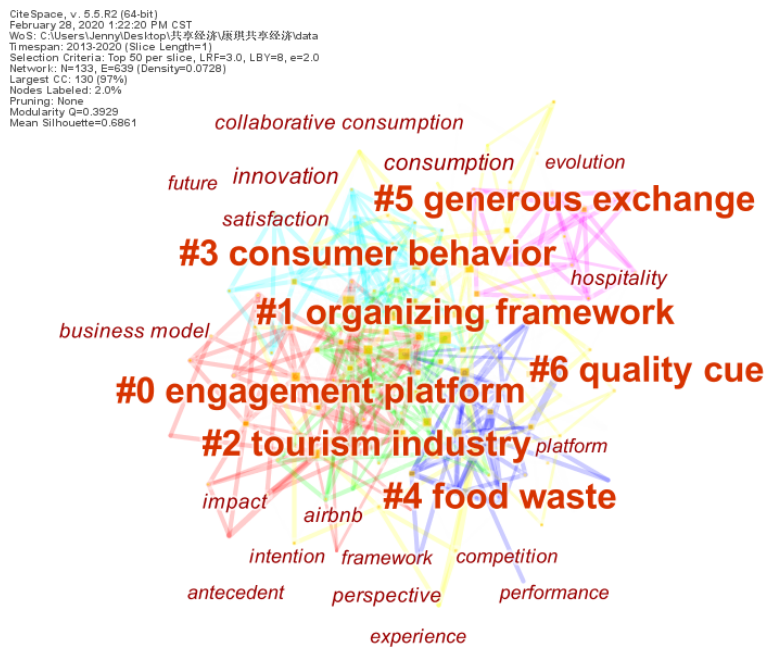 CiteSpace, v. 5.5.R2 (64-bit)
February 28, 2020 1:22:20 PM CST
WoS: C:\Users\Jenny\Desktop\共享经济\康琪共享经济\data
Timespan: 2013-2020 (Slice Length=1)
Selection Criteria: Top 50 per slice, LRF=3.0, LBY=8, e=2.0
Network: N=133, E=639 (Density=0.0728)
Largest CC: 130 (97%)
Nodes Labeled: 2.0%
Pruning: None
Modularity Q=0.3929
Mean Silhouette=0.6861
collaborative consumption
consumption
evolution
future
innovation
#5 generous exchange
satisfaction
#3 consumer behavior
hospitality
#1 organizing framework
business model
#6 quality cue
#0 engagement platform
#2 tourism industry
platform
#4 food waste
impact
airbnb
intention
framework
competition
antecedent
perspective
performance
experience